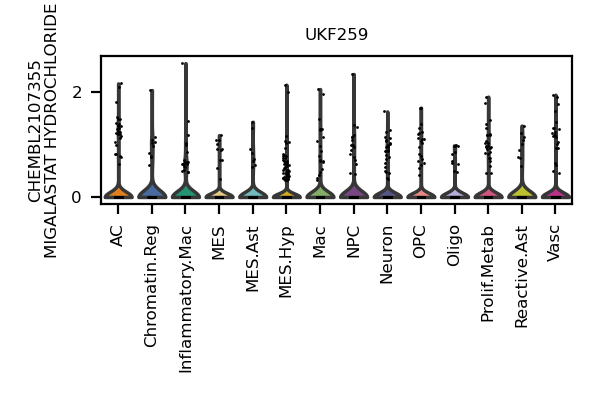 UKF259
CHEMBL2107355
MIGALASTAT HYDROCHLORIDE
2
0
AC
Chromatin.Reg
Inflammatory.Mac
MES
MES.Ast
MES.Hyp
Mac
NPC
Neuron
OPC
Oligo
Prolif.Metab
Reactive.Ast
Vasc